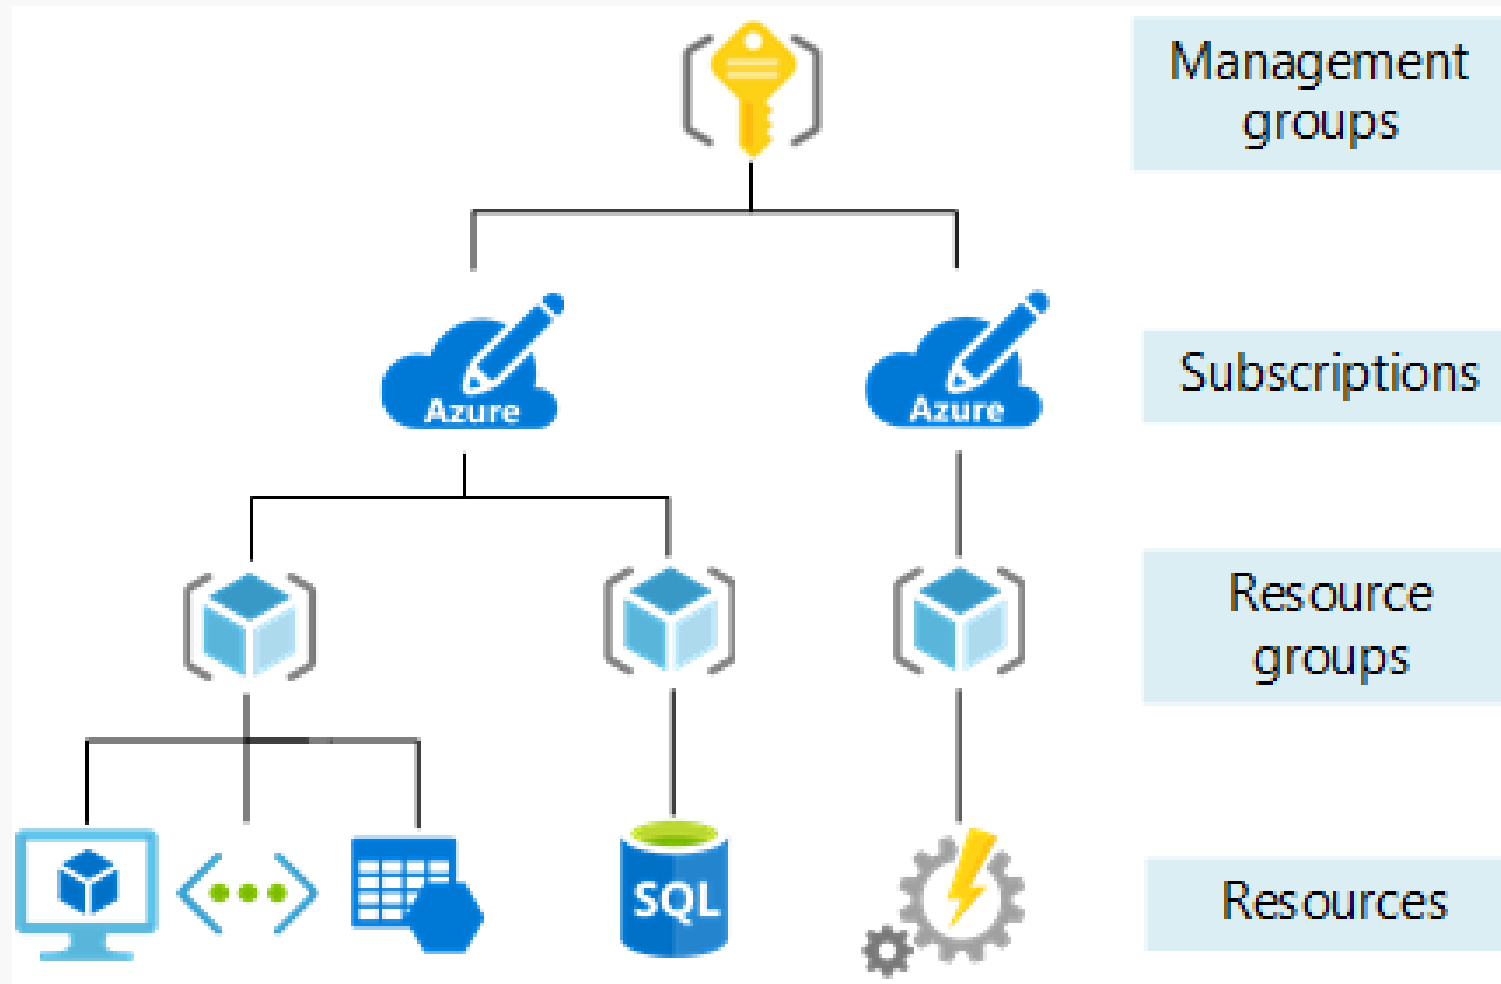 Management
groups
Azure
Azure
Subscriptions
Resource
groups
SQL
Resources